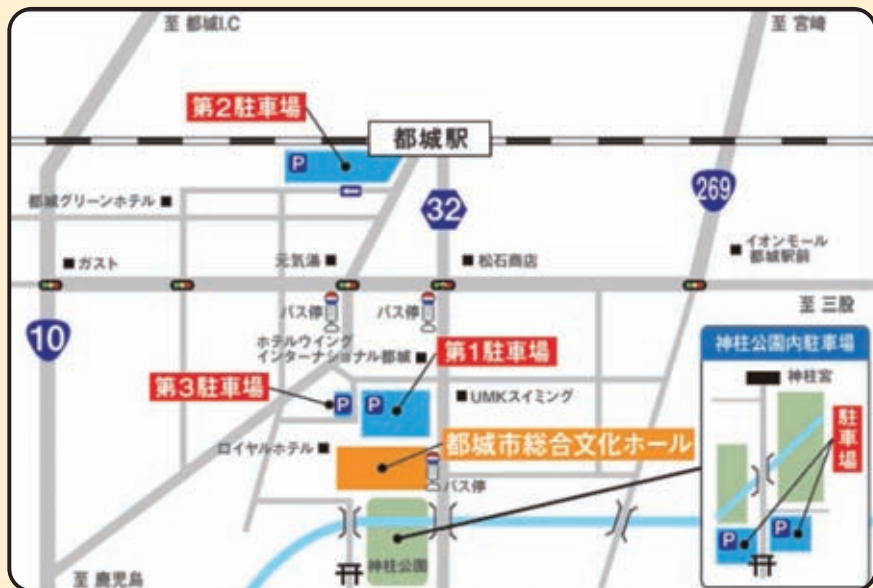 至 都城I.C
至 宮崎
第2駐車場
都城駅
P
32
269
都城グリーンホテル
ガスト
元気湯
松石商店
イオンモール
都城駅前
至 三股
バス停
バス停
10
ホテルウイング
インターナショナル都城
第1駐車場
第3駐車場
P
P
UMKスイミング
ロイヤルホテル
都城市総合文化ホール
バス停
神柱公園
至 鹿児島
神柱公園内駐車場
神柱宮
駐車場
P
P